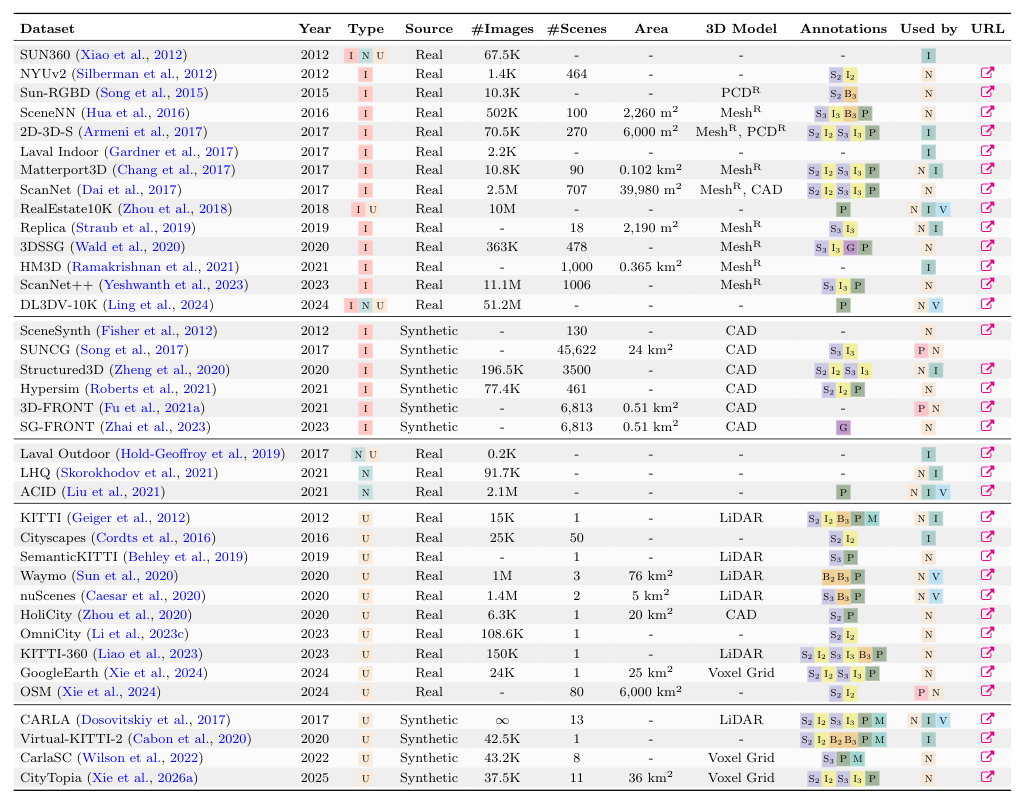 Dataset Year Type Source #Images #Scenes Area 3D Model Annotations Used by URL
SUN360 (Xiao et al., 2012) 2012 I N U Real 67.5K - - - - I
NYUv2 (Silberman et al., 2012) 2012 I Real 1.4K 464 - - S2 I2 N
Sun-RGBD (Song et al., 2015) 2015 I Real 10.3K - - PCD^R S2 B3 N
SceneNN (Hua et al., 2016) 2016 I Real 502K 100 2,260 m² Mesh^R S3 I3 B3 P N
2D-3D-S (Armeni et al., 2017) 2017 I Real 70.5K 270 6,000 m² Mesh^R, PCD^R S2 I2 S3 I3 P I
Laval Indoor (Gardner et al., 2017) 2017 I Real 2.2K - - - - I
Matterport3D (Chang et al., 2017) 2017 I Real 10.8K 90 0.102 km² Mesh^R S2 I2 S3 I3 P N I
ScanNet (Dai et al., 2017) 2017 I Real 2.5M 707 39,980 m² Mesh^R, CAD S2 I2 S3 I3 P N
RealEstate10K (Zhou et al., 2018) 2018 I U Real 10M - - - P N I V
Replica (Straub et al., 2019) 2019 I Real - 18 2,190 m² Mesh^R S3 I3 N I
3DSSG (Wald et al., 2020) 2020 I Real 363K 478 - Mesh^R S3 I3 G P N
HM3D (Ramakrishnan et al., 2021) 2021 I Real - 1,000 0.365 km² Mesh^R - I
ScanNet++ (Yeshwanth et al., 2023) 2023 I Real 11.1M 1006 - Mesh^R S3 I3 P N
DL3DV-10K (Ling et al., 2024) 2024 I N U Real 51.2M - - - P N V
SceneSynth (Fisher et al., 2012) 2012 I Synthetic - 130 - CAD - N
SUNCG (Song et al., 2017) 2017 I Synthetic - 45,622 24 km² CAD S3 I3 P N
Structured3D (Zheng et al., 2020) 2020 I Synthetic 196.5K 3500 - CAD S2 I2 S3 I3 N I
Hypersim (Roberts et al., 2021) 2021 I Synthetic 77.4K 461 - CAD S2 I2 P N
3D-FRONT (Fu et al., 2021a) 2021 I Synthetic - 6,813 0.51 km² CAD - P N
SG-FRONT (Zhai et al., 2023) 2023 I Synthetic - 6,813 0.51 km² CAD G N
Laval Outdoor (Hold-Geoffroy et al., 2019) 2017 N U Real 0.2K - - - - I
LHQ (Skorokhodov et al., 2021) 2021 N Real 91.7K - - - - N I
ACID (Liu et al., 2021) 2021 N Real 2.1M - - - P N I V
KITTI (Geiger et al., 2012) 2012 U Real 15K 1 - LiDAR S2 I2 B3 P M N I
Cityscapes (Cordts et al., 2016) 2016 U Real 25K 50 - - S2 I2 I
SemanticKITTI (Behley et al., 2019) 2019 U Real - 1 - LiDAR S3 P N
Waymo (Sun et al., 2020) 2020 U Real 1M 3 76 km² LiDAR B2 B3 P N V
nuScenes (Caesar et al., 2020) 2020 U Real 1.4M 2 5 km² LiDAR S3 B3 P N V
HoliCity (Zhou et al., 2020) 2020 U Real 6.3K 1 20 km² CAD S2 P N
OmniCity (Li et al., 2023c) 2023 U Real 108.6K 1 - - S2 I2 N
KITTI-360 (Liao et al., 2023) 2023 U Real 150K 1 - LiDAR S2 I2 S3 I3 B3 P N
GoogleEarth (Xie et al., 2024) 2024 U Real 24K 1 25 km² Voxel Grid S2 I2 S3 I3 P N
OSM (Xie et al., 2024) 2024 U Real - 80 6,000 km² - S2 I2 P N
CARLA (Dosovitskiy et al., 2017) 2017 U Synthetic ∞ 13 - LiDAR S2 I2 S3 I3 P M N I V
Virtual-KITTI-2 (Cabon et al., 2020) 2020 U Synthetic 42.5K 1 - - S2 I2 B2 B3 P M I
CarlaSC (Wilson et al., 2022) 2022 U Synthetic 43.2K 8 - Voxel Grid S3 P M N
CityTopia (Xie et al., 2026a) 2025 U Synthetic 37.5K 11 36 km² Voxel Grid S2 I2 S3 I3 P N